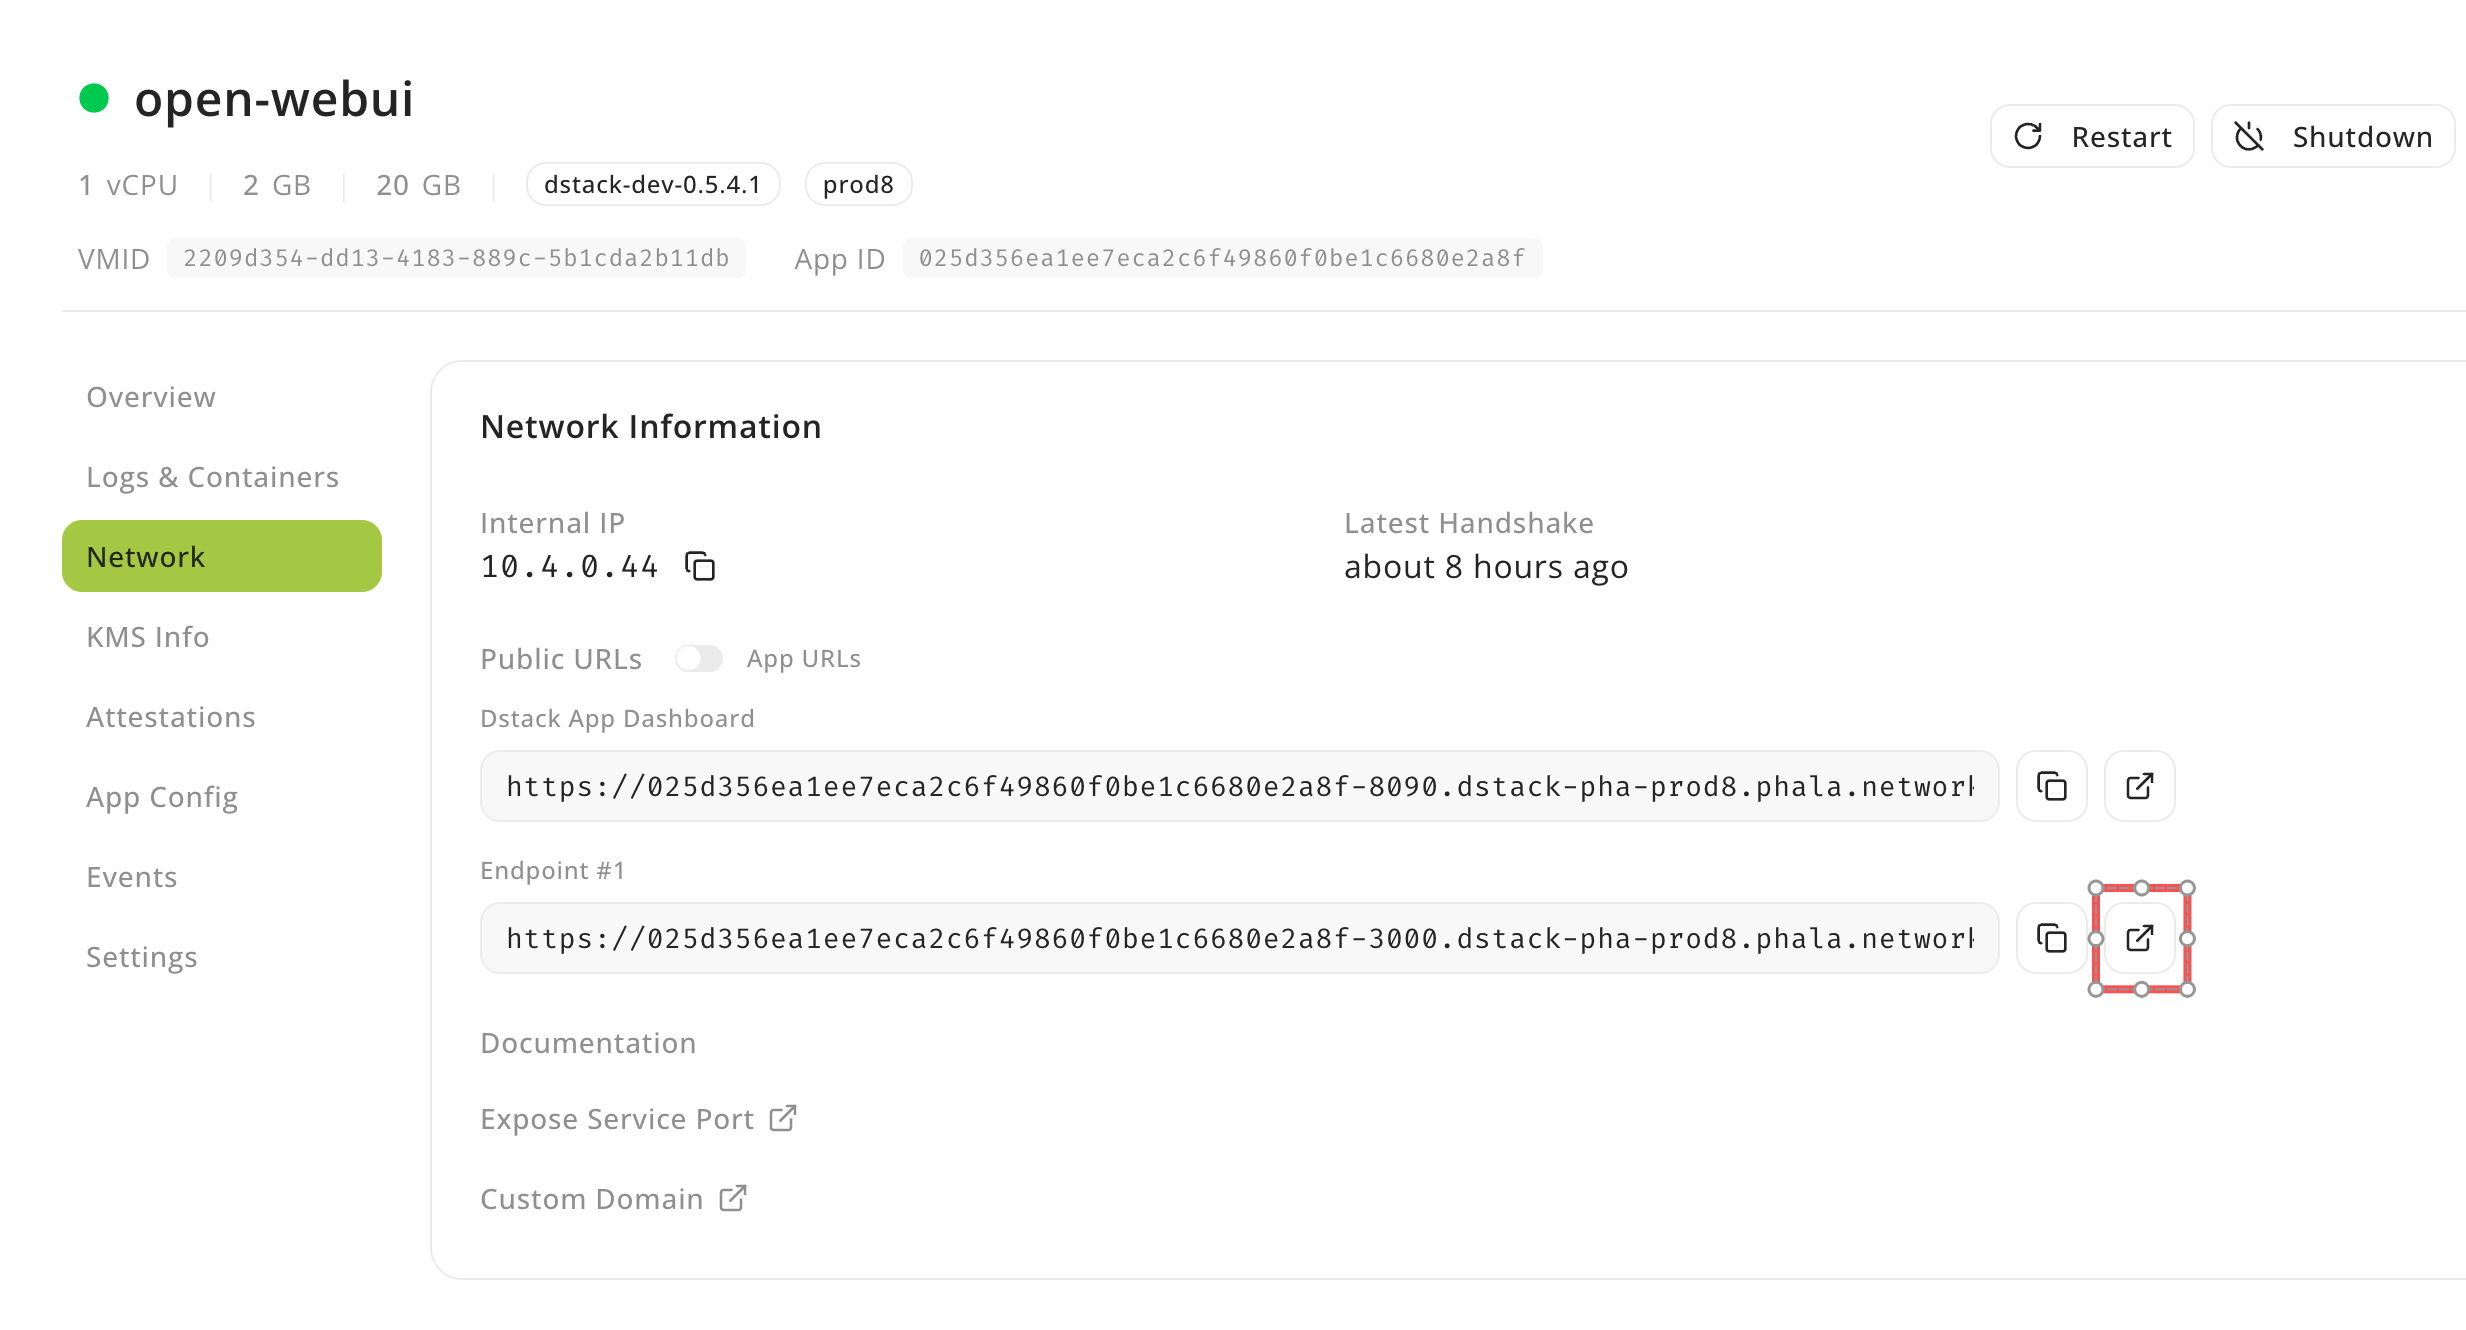 open-webui
Restart
Shutdown
1 vCPU
2 GB
20 GB
dstack-dev-0.5.4.1
prod8
VMID 2209d354-dd13-4183-889c-5b1cda2b11db
App ID 025d356ea1ee7eca2c6f49860f0be1c6680e2a8f
Overview
Logs & Containers
Network
KMS Info
Attestations
App Config
Events
Settings
Network Information
Internal IP
10.4.0.44
Latest Handshake
about 8 hours ago
Public URLs
App URLs
Dstack App Dashboard
https://025d356ea1ee7eca2c6f49860f0be1c6680e2a8f-8090.dstack-pha-prod8.phala.network
Endpoint #1
https://025d356ea1ee7eca2c6f49860f0be1c6680e2a8f-3000.dstack-pha-prod8.phala.network
Documentation
Expose Service Port
Custom Domain